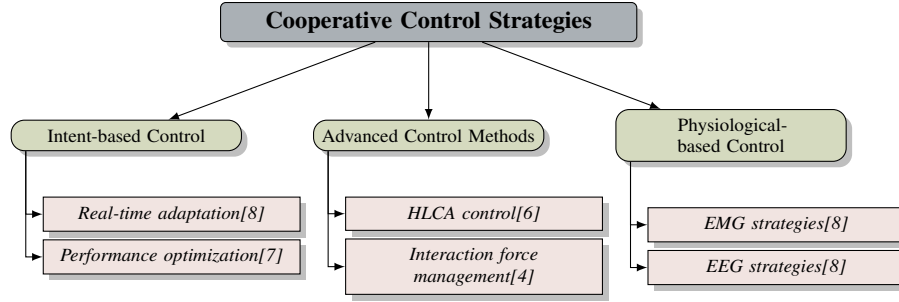 Cooperative Control Strategies
Intent-based Control
Real-time adaptation[8]
Performance optimization[7]
Advanced Control Methods
HLCA control[6]
Interaction force
management[4]
Physiological-
based Control
EMG strategies[8]
EEG strategies[8]